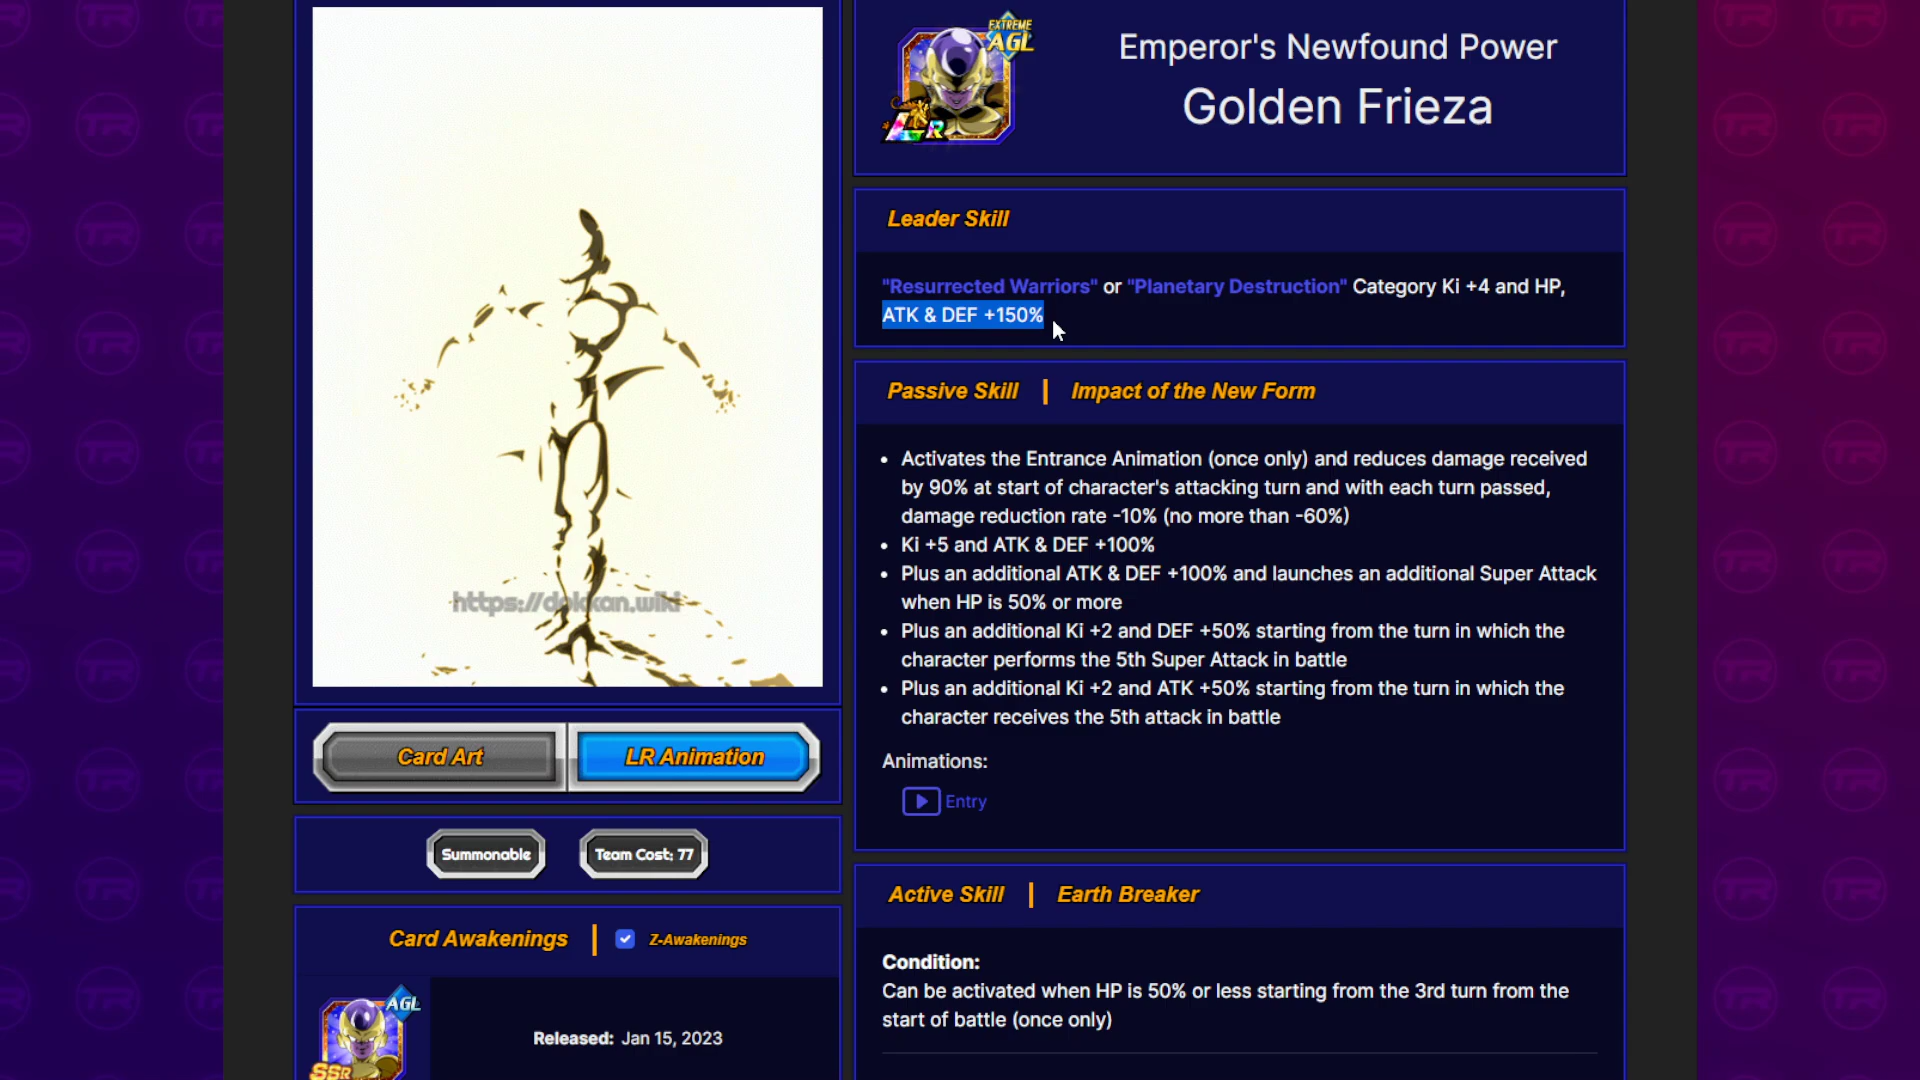 EXTREME
AGL
LR
Emperor's Newfound Power
Golden Frieza
Leader Skill
"Resurrected Warriors" or "Planetary Destruction" Category Ki +4 and HP,
ATK & DEF +150%
Passive Skill | Impact of the New Form
• Activates the Entrance Animation (once only) and reduces damage received
by 90% at start of character's attacking turn and with each turn passed,
damage reduction rate -10% (no more than -60%)
• Ki +5 and ATK & DEF +100%
• Plus an additional ATK & DEF +100% and launches an additional Super Attack
when HP is 50% or more
• Plus an additional Ki +2 and DEF +50% starting from the turn in which the
character performs the 5th Super Attack in battle
• Plus an additional Ki +2 and ATK +50% starting from the turn in which the
character receives the 5th attack in battle
Animations:
Entry
Active Skill | Earth Breaker
Condition:
Can be activated when HP is 50% or less starting from the 3rd turn from the
start of battle (once only)
https://dokkan.wiki
Card Art
LR Animation
Summonable
Team Cost: 77
Card Awakenings | Z-Awakenings
AGL
SSR
Released: Jan 15, 2023
TR